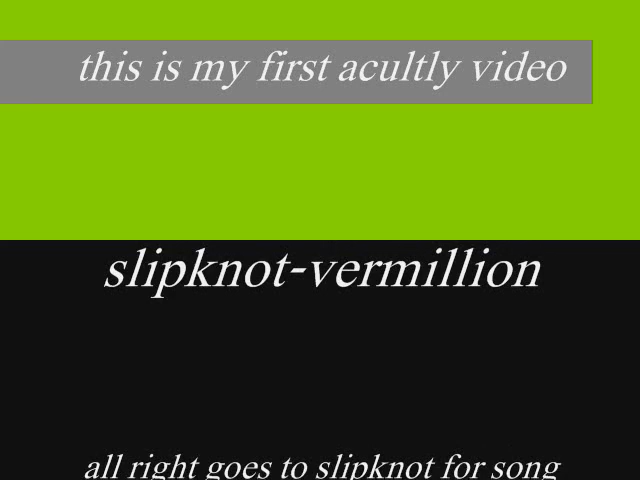 this is my first acultly video
slipknot-vermillion
all right goes to slipknot for song